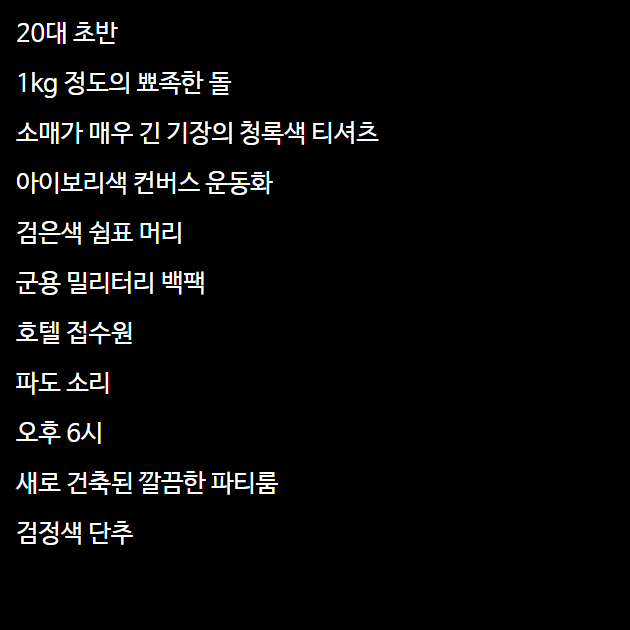 20대 초반
1kg 정도의 뾰족한 돌
소매가 매우 긴 기장의 청록색 티셔츠
아이보리색 컨버스 운동화
검은색 쉼표 머리
군용 밀리터리 백팩
호텔 접수원
파도 소리
오후 6시
새로 건축된 깔끔한 파티룸
검정색 단추